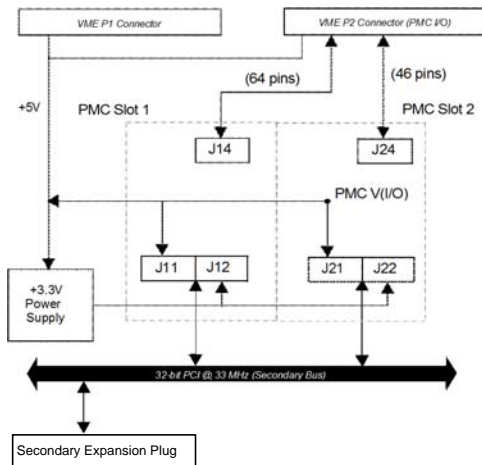 VME P1 Connector
VME P2 Connector (PMC I/O)
(64 pins)
(46 pins)
+5V
PMC Slot 1
PMC Slot 2
J14
J24
PMC V(I/O)
J11
J12
J21
J22
+3.3V
Power
Supply
32-bit PCI @ 33 MHz (Secondary Bus)
Secondary Expansion Plug